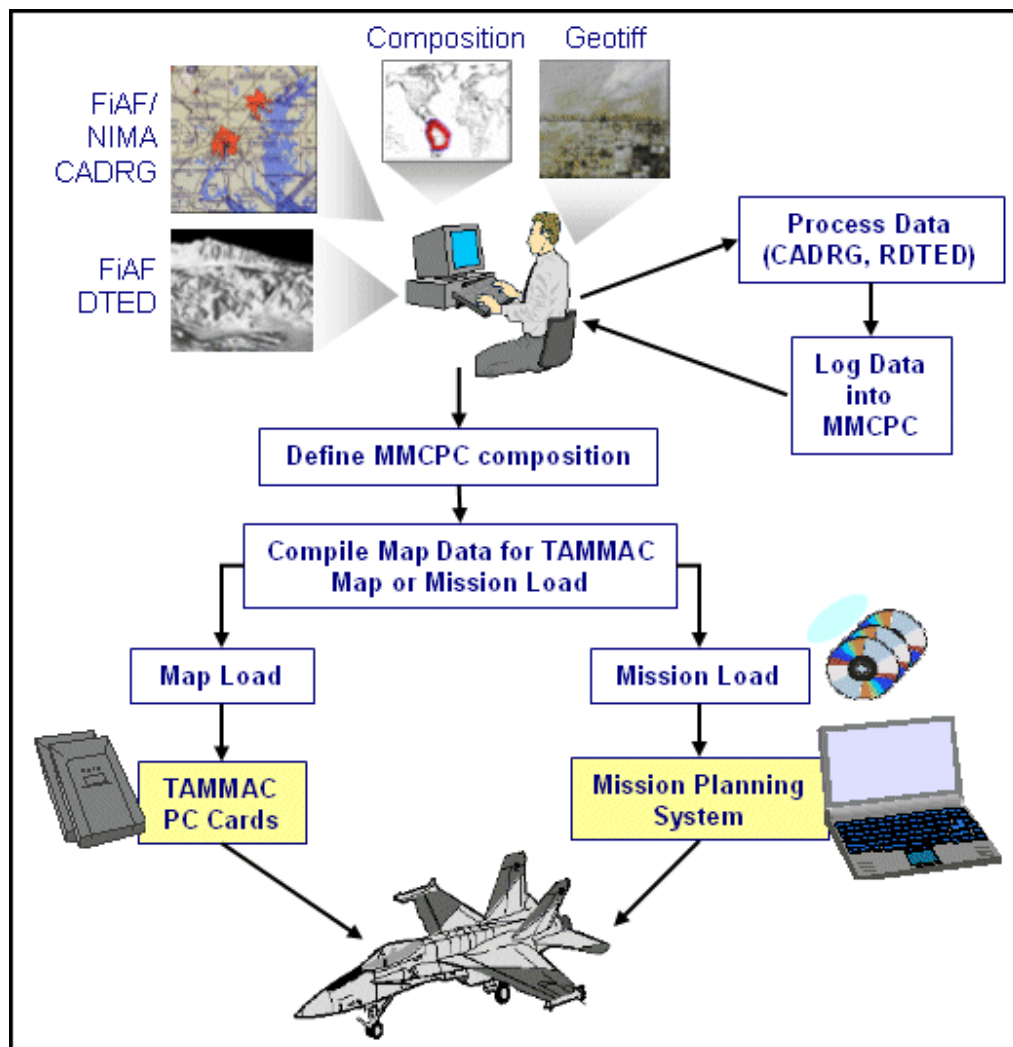 Composition
Geotiff
FiAF/
NIMA
CADRG
FiAF
DTED
Process Data
(CADRG, RDTED)
Log Data
into
MMCPC
Define MMCPC composition
Compile Map Data for TAMMAC
Map or Mission Load
Map Load
Mission Load
TAMMAC
PC Cards
Mission Planning
System